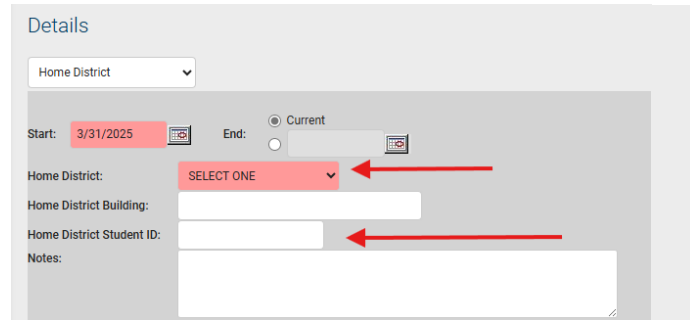 Details
Home District
Current
Start: 3/31/2025 End:
Home District: SELECT ONE
Home District Building:
Home District Student ID:
Notes: